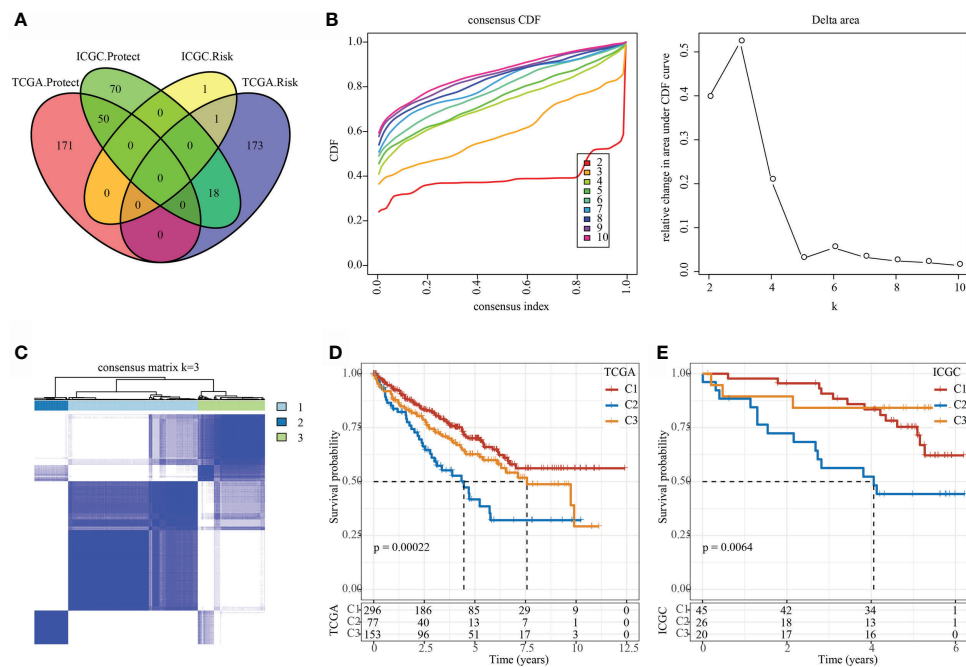 A
ICGC.Protect ICGC.Risk
TCGA.Protect TCGA.Risk
70 1
50 0 1
171 0 0 173
0
0 0 0 18
0
B
consensus CDF
CDF
1.0
0.8
0.6
0.4
0.2
0.0
2
3
4
5
6
7
8
9
10
0.0 0.2 0.4 0.6 0.8 1.0
consensus index
Delta area
relative change in area under CDF curve
0.5
0.4
0.3
0.2
0.1
0.0
2 4 6 8 10
k
C
consensus matrix k=3
1
2
3
D
TCGA
C1
C2
C3
Survival probability
1.00
0.75
0.50
0.25
0.00
p = 0.00022
TCGA
C1 296 186 85 29 9 0
C2 77 40 13 7 1 0
C3 153 96 51 17 3 0
0 2.5 5 7.5 10 12.5
Time (years)
E
ICGC
C1
C2
C3
Survival probability
1.00
0.75
0.50
0.25
0.00
p = 0.0064
ICGC
C1 45 42 34 1
C2 26 18 13 1
C3 20 17 16 0
0 2 4 6
Time (years)